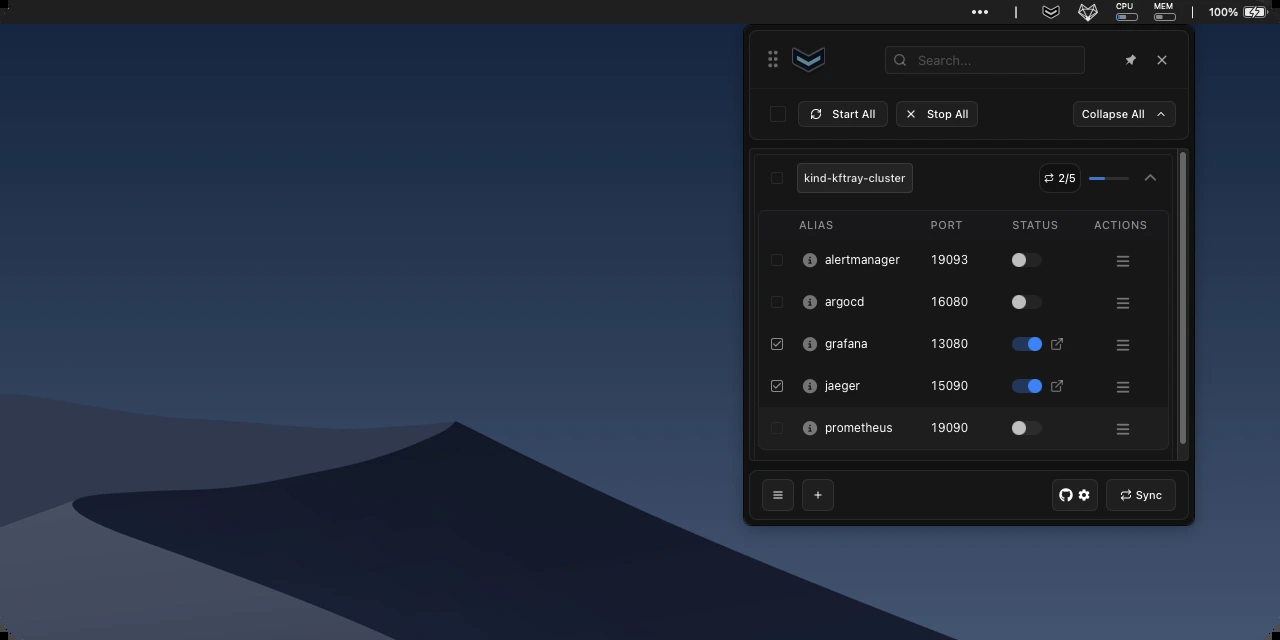 CPU MEM 100%
Search...
Start All Stop All Collapse All
kind-kftray-cluster 2/5
ALIAS PORT STATUS ACTIONS
alertmanager 19093
argocd 16080
grafana 13080
jaeger 15090
prometheus 19090
Sync